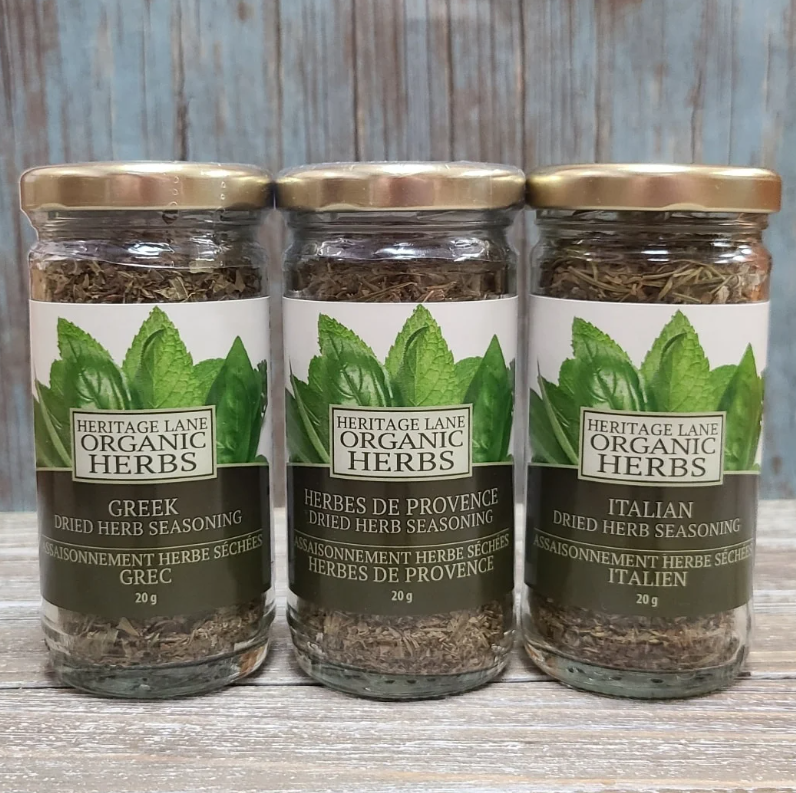 HERITAGE LANE
ORGANIC
HERBS
GREEK
DRIED HERB SEASONING
ASSAISONNEMENT HERBE SÉCHÉES
GREC
20 g
HERITAGE LANE
ORGANIC
HERBS
HERBES DE PROVENCE
DRIED HERB SEASONING
ASSAISONNEMENT HERBE SÉCHÉES
HERBES DE PROVENCE
20 g
HERITAGE LANE
ORGANIC
HERBS
ITALIAN
DRIED HERB SEASONING
ASSAISONNEMENT HERBE SÉCHÉES
ITALIEN
20 g